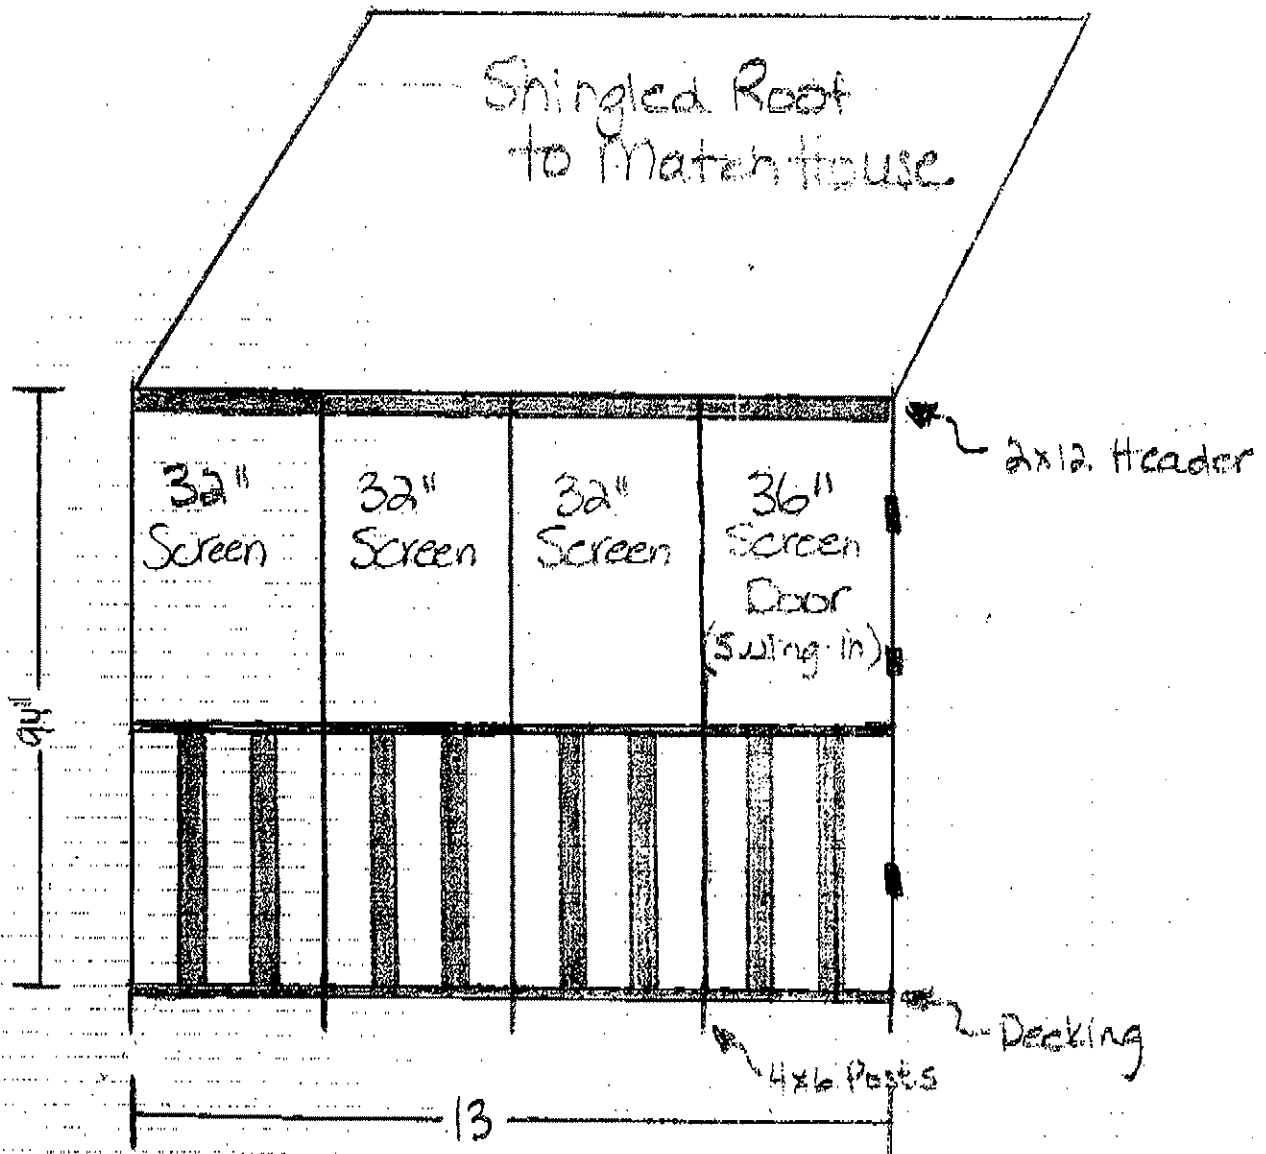 Shingled Roof
to Match House
2x12 Header
32"
Screen
32"
Screen
32"
Screen
36"
Screen
Door
(Swing-in)
94"
Decking
4x6 Posts
13